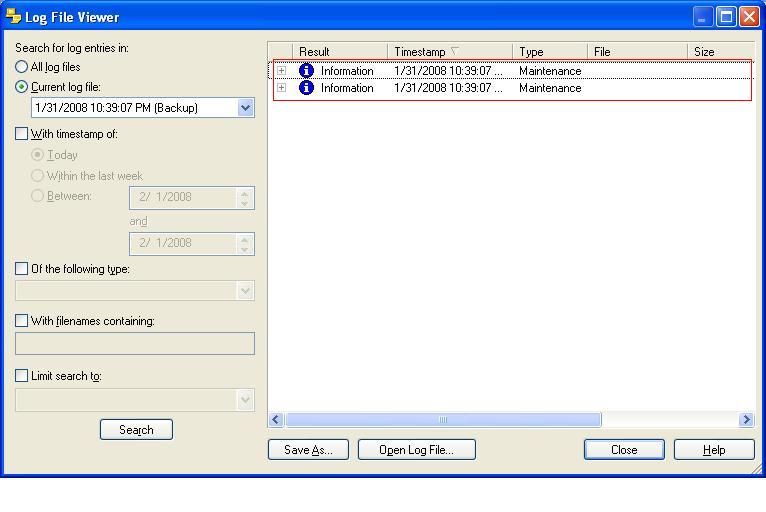 Log File Viewer
Search for log entries in:
All log files
Current log file:
1/31/2008 10:39:07 PM (Backup)
With timestamp of:
Today
Within the last week
Between:
2/ 1/2008
and
2/ 1/2008
Of the following type:
With filenames containing:
Limit search to:
Search
Result Timestamp Type File Size
Information 1/31/2008 10:39:07 ... Maintenance
Information 1/31/2008 10:39:07 ... Maintenance
Save As... Open Log File... Close Help